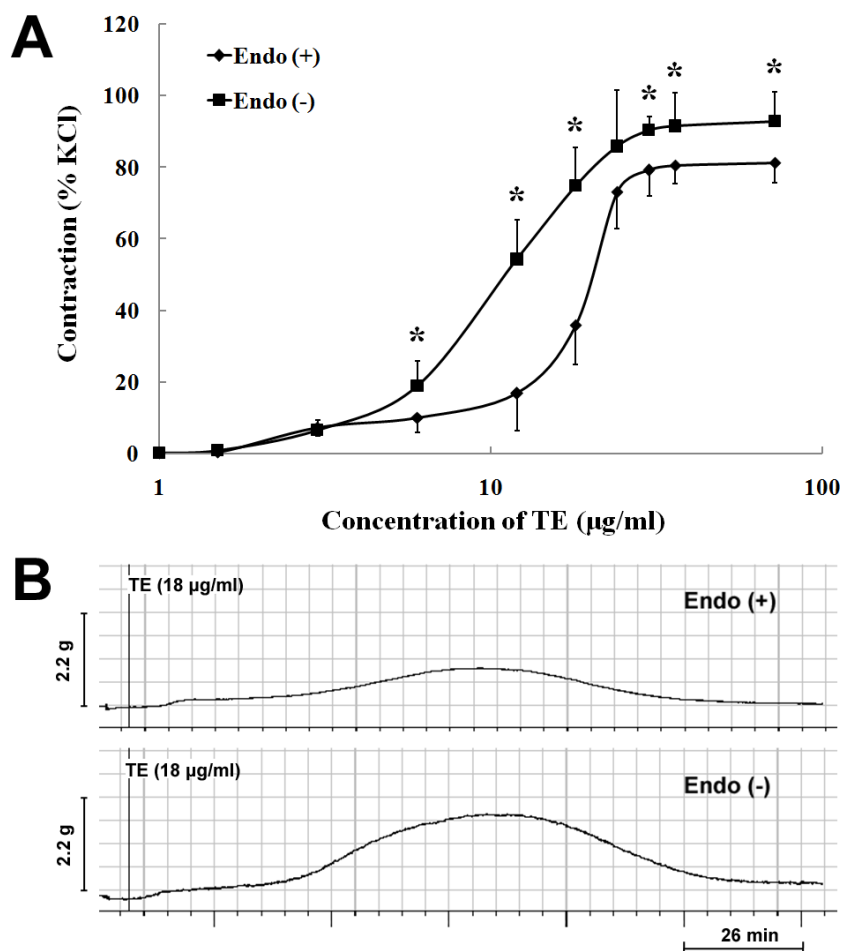 A
120
100
80
60
40
20
0
Contraction (% KCl)
Endo (+)
Endo (-)
*
*
*
*
*
*
1
10
100
Concentration of TE (µg/ml)
B
TE (18 µg/ml)
Endo (+)
2.2 g
TE (18 µg/ml)
Endo (-)
2.2 g
26 min